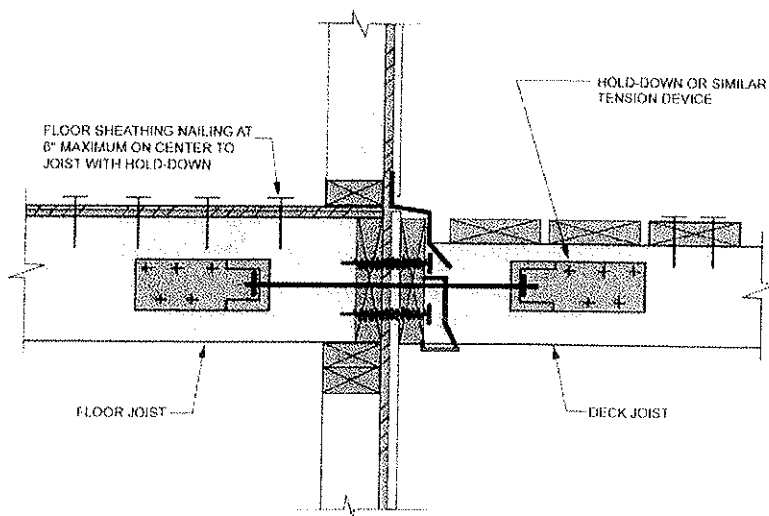 HOLD-DOWN OR SIMILAR
TENSION DEVICE
FLOOR SHEATHING NAILING AT
6" MAXIMUM ON CENTER TO
JOIST WITH HOLD-DOWN
FLOOR JOIST
DECK JOIST